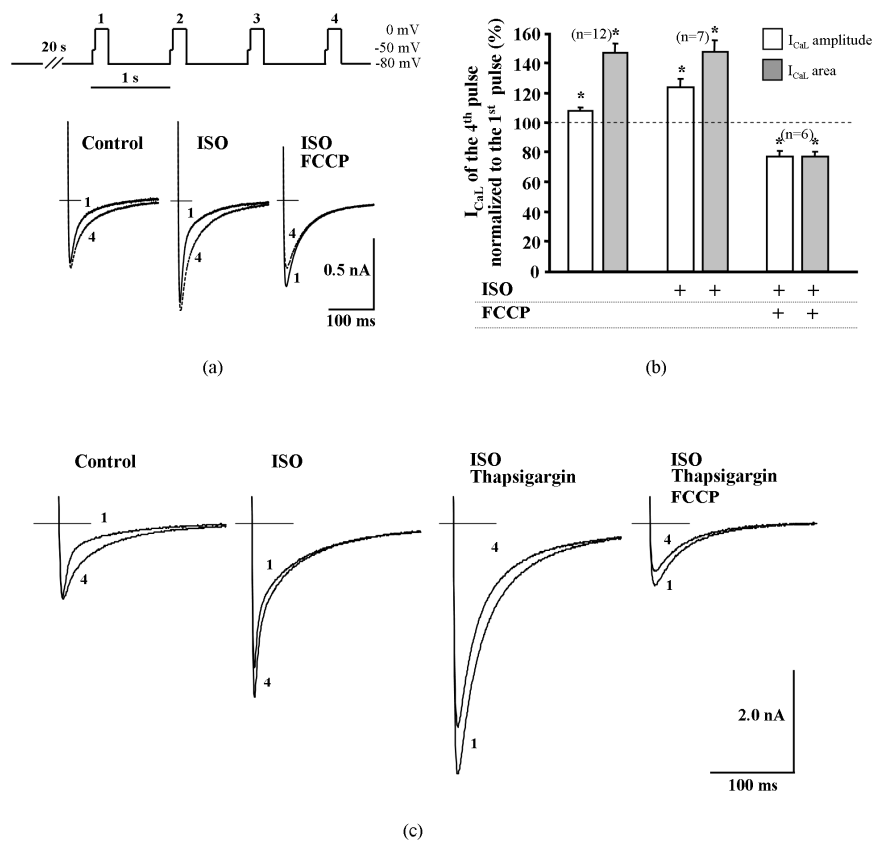 1 2 3 4
0 mV
-50 mV
-80 mV
20 s
1 s
Control
ISO
ISO
FCCP
1
4
1
4
4
1
0.5 nA
100 ms
(a)
I_CaL of the 4th pulse
normalized to the 1st pulse (%)
160
140
120
100
80
60
40
20
0
(n=12)
*
*
(n=7)
*
*
(n=6)
*
*
I_CaL amplitude
I_CaL area
ISO + + + +
FCCP + +
(b)
Control
ISO
ISO
Thapsigargin
ISO
Thapsigargin
FCCP
1
4
1
4
4
1
4
1
2.0 nA
100 ms
(c)